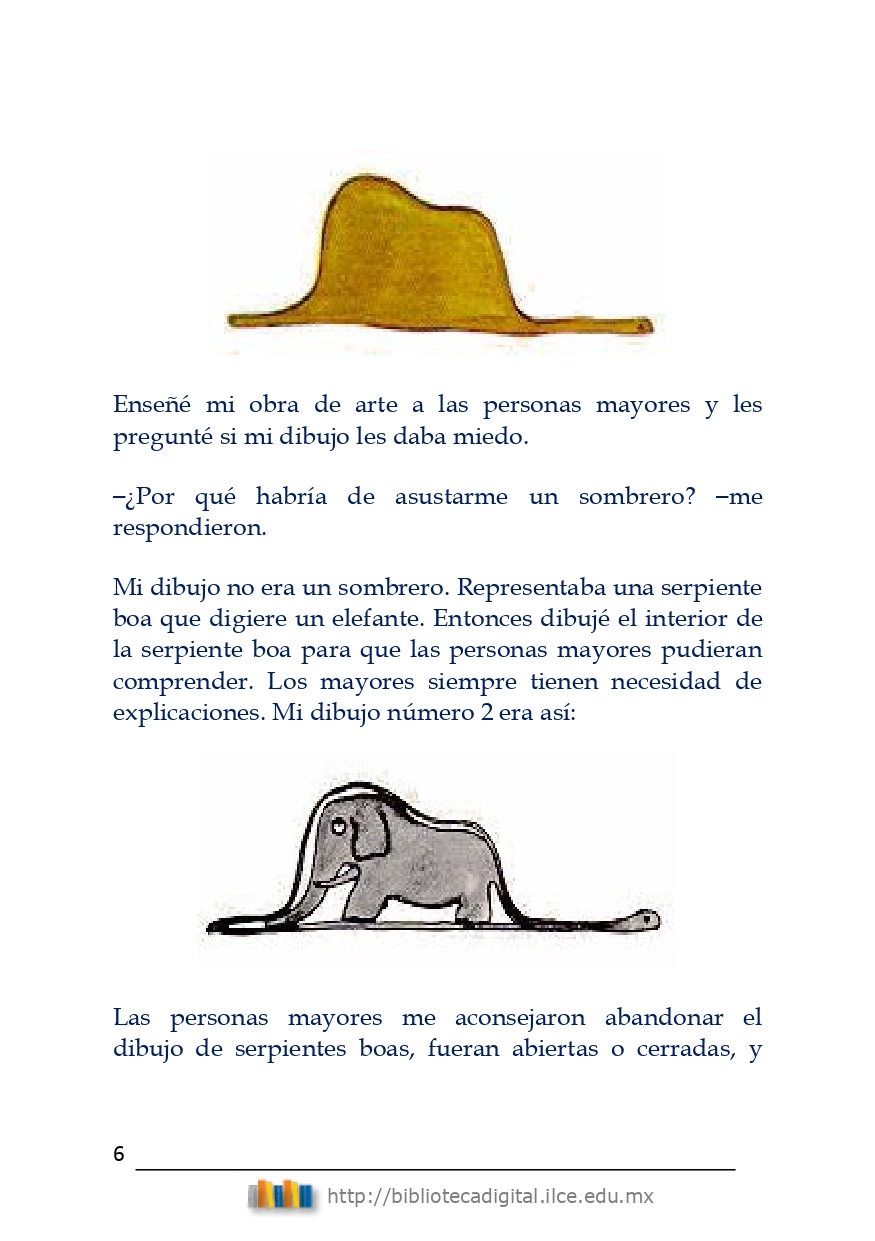 Enseñé mi obra de arte a las personas mayores y les
pregunté si mi dibujo les daba miedo.
–¿Por qué habría de asustarme un sombrero? –me
respondieron.
Mi dibujo no era un sombrero. Representaba una serpiente
boa que digiere un elefante. Entonces dibujé el interior de
la serpiente boa para que las personas mayores pudieran
comprender. Los mayores siempre tienen necesidad de
explicaciones. Mi dibujo número 2 era así:
Las personas mayores me aconsejaron abandonar el
dibujo de serpientes boas, fueran abiertas o cerradas, y
6
http://bibliotecadigital.ilce.edu.mx